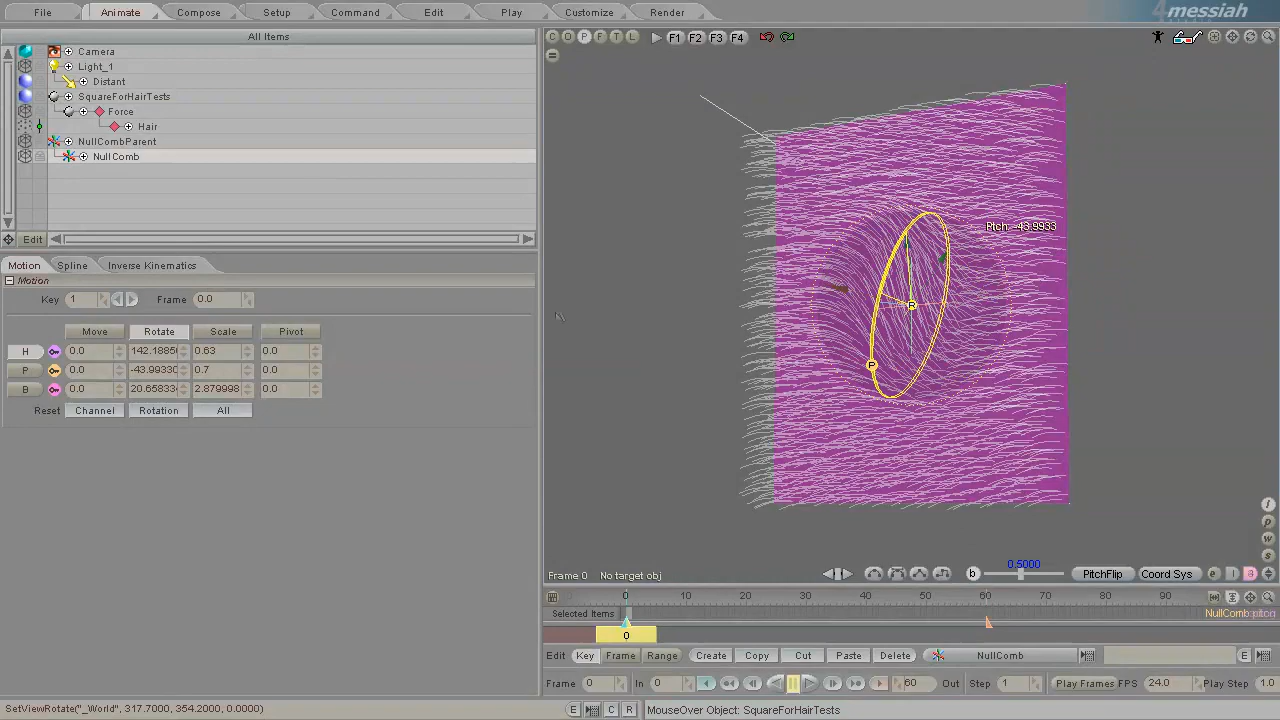 File Animate Compose Setup Command Edit Play Customize Render 4messiah
All Items
C O P F T L F1 F2 F3 F4
Camera
Light_1
Distant
SquareForHairTests
Force
Hair
NullCombParent
NullComb
Edit
Ptch -43.9933
R
P
Motion Spline Inverse Kinematics
Motion
Key 1 Frame 0.0
Move Rotate Scale Pivot
H 0.0 142.1885 0.63 0.0
P 0.0 -43.99330 0.7 0.0
B 0.0 20.658334 2.879998 0.0
Reset Channel Rotation All
i
p
w
s
Frame 0 No target obj b 0.5000 PitchFlip Coord Sys e l a
0 10 20 30 40 50 60 70 80 90
Selected Items NullComb:pitch
0
Edit Key Frame Range Create Copy Cut Paste Delete NullComb E
Frame 0 In 0 60 Out Step 1 Play Frames FPS 24.0 Play Step 1.0
SetViewRotate("_World", 317.7000, 354.2000, 0.0000) E C R MouseOver Object: SquareForHairTests